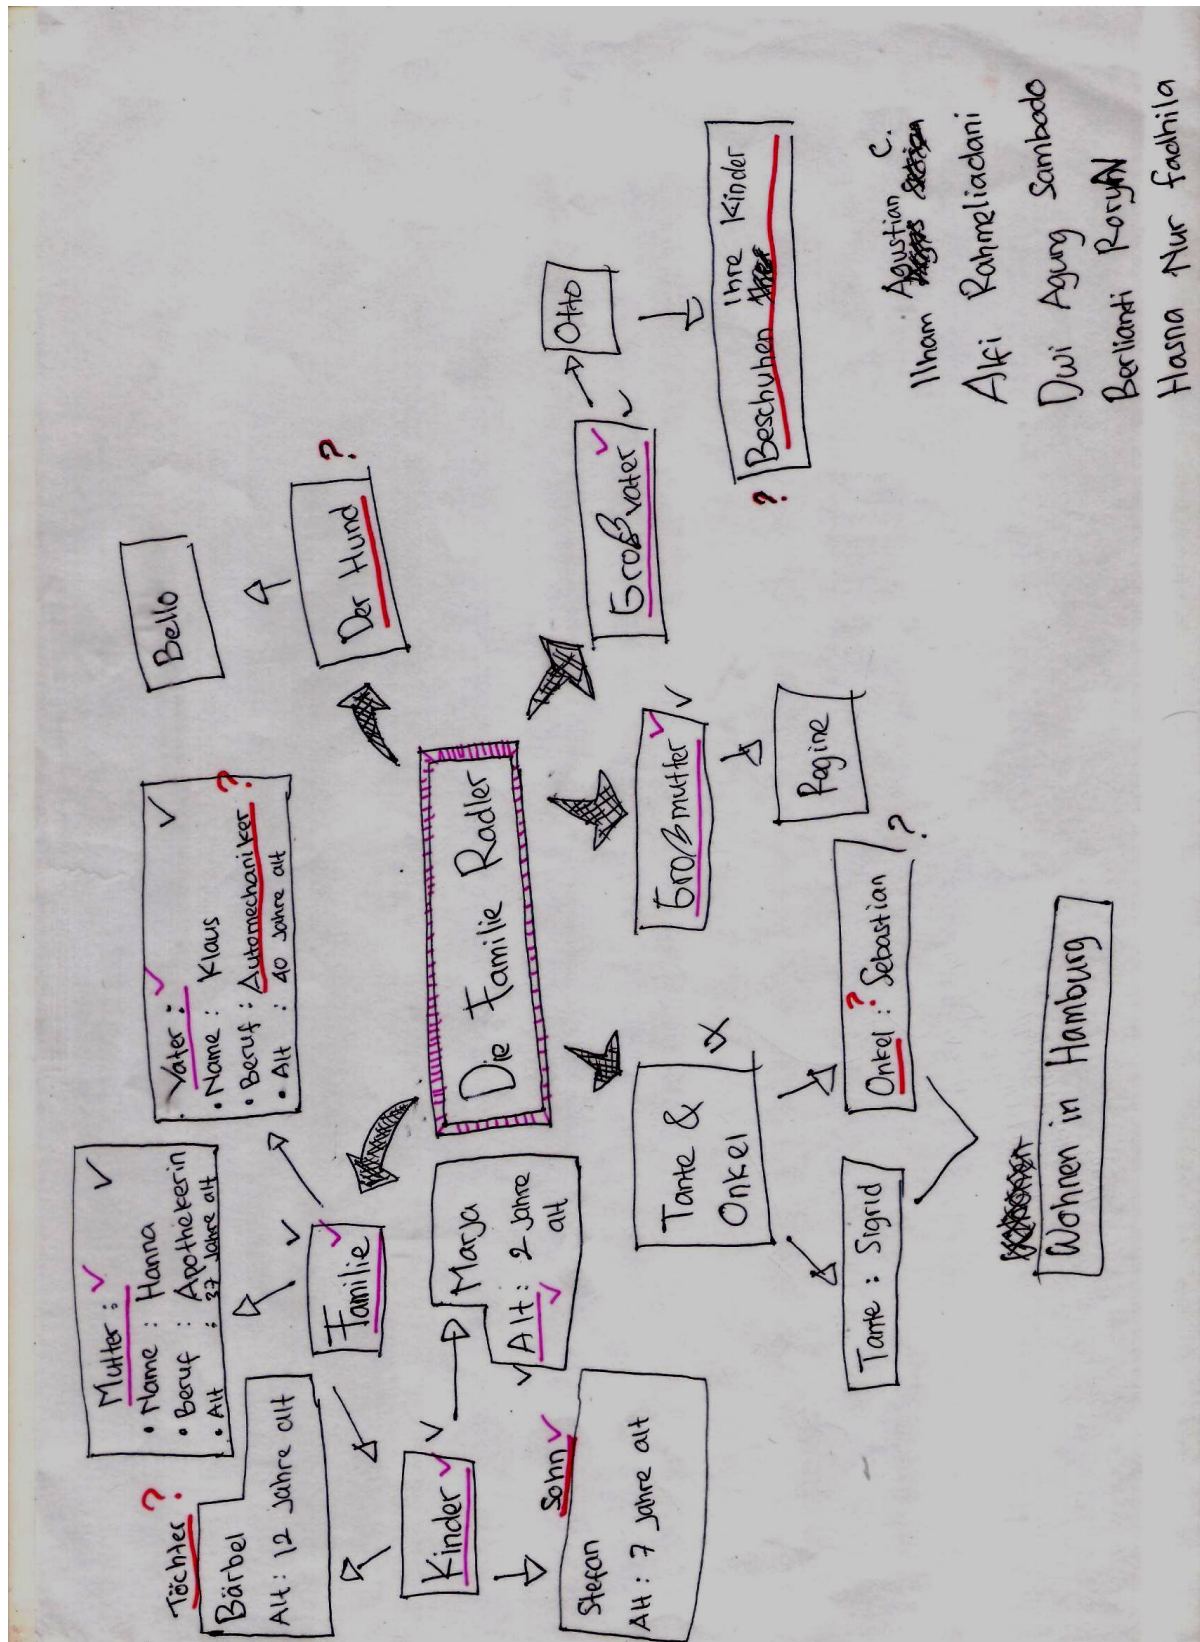 Die Familie Radler
Familie
Mutter :
• Name : Hanna
• Beruf : Apothekerin
• Alt : 37 Jahre alt
Vater :
• Name : Klaus
• Beruf : Automechaniker ?
• Alt : 40 Jahre alt
Kinder
Töchter ?
Bärbel
Alt : 12 Jahre alt
Marja
Alt : 2 Jahre
alt
Sohn
Stefan
Alt : 7 Jahre alt
Der Hund ?
Bello
Tante &
Onkel
Tante : Sigrid
Onkel : ? Sebastian ?
Wohnen in Hamburg
Großmutter
Ragine
Großvater
Otto
? Beschuhen Ihre Kinder
Ilham Agustian C.
Alfi Rahmeliadani
Dwi Agung Sambodo
Berlianti RoryN
Hasna Nur fadhila